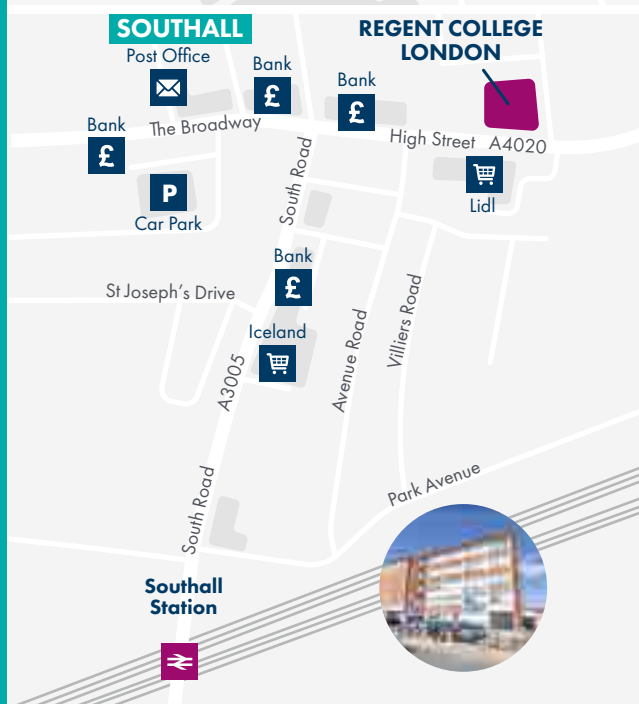 SOUTHALL
Post Office
REGENT COLLEGE
LONDON
Bank
£
Bank
£
Bank
£
The Broadway
High Street A4020
P
Car Park
Lidl
South Road
Bank
£
St Joseph's Drive
Iceland
A3005
Avenue Road
Villiers Road
South Road
Park Avenue
Southall
Station